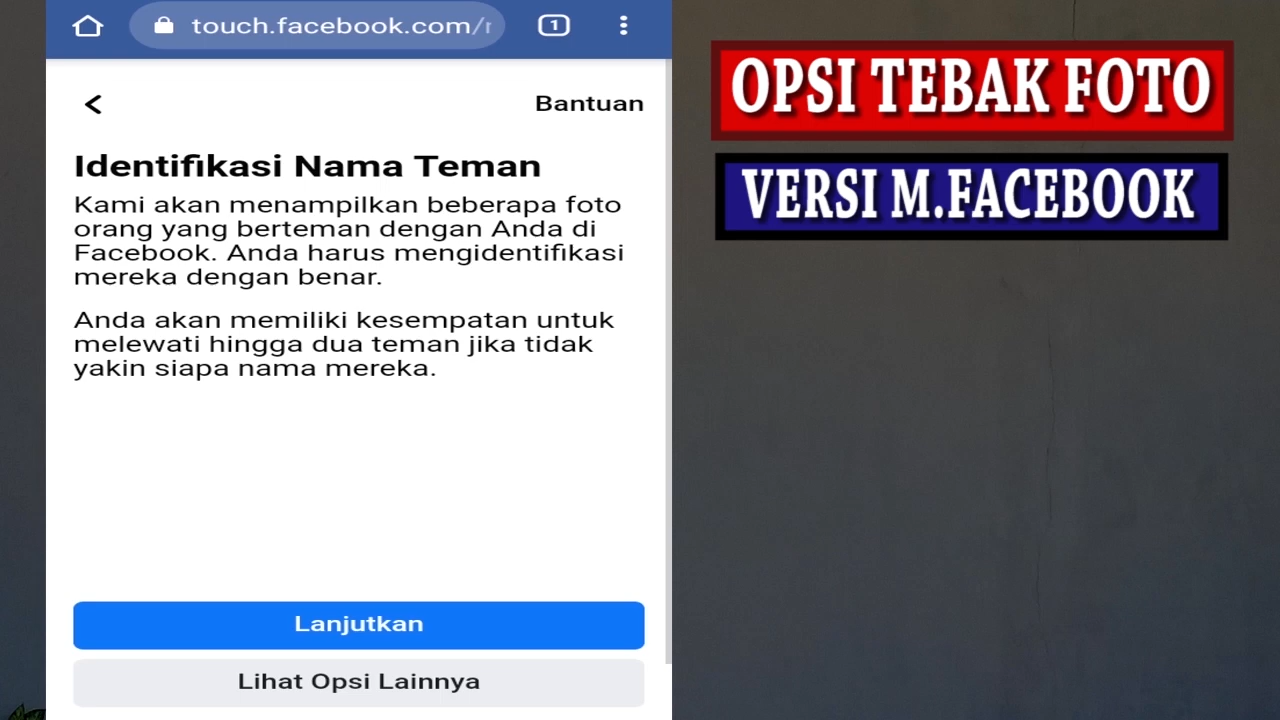 touch.facebook.com/
1
Bantuan
Identifikasi Nama Teman
Kami akan menampilkan beberapa foto
orang yang berteman dengan Anda di
Facebook. Anda harus mengidentifikasi
mereka dengan benar.
Anda akan memiliki kesempatan untuk
melewati hingga dua teman jika tidak
yakin siapa nama mereka.
Lanjutkan
Lihat Opsi Lainnya
OPSI TEBAK FOTO
VERSI M.FACEBOOK